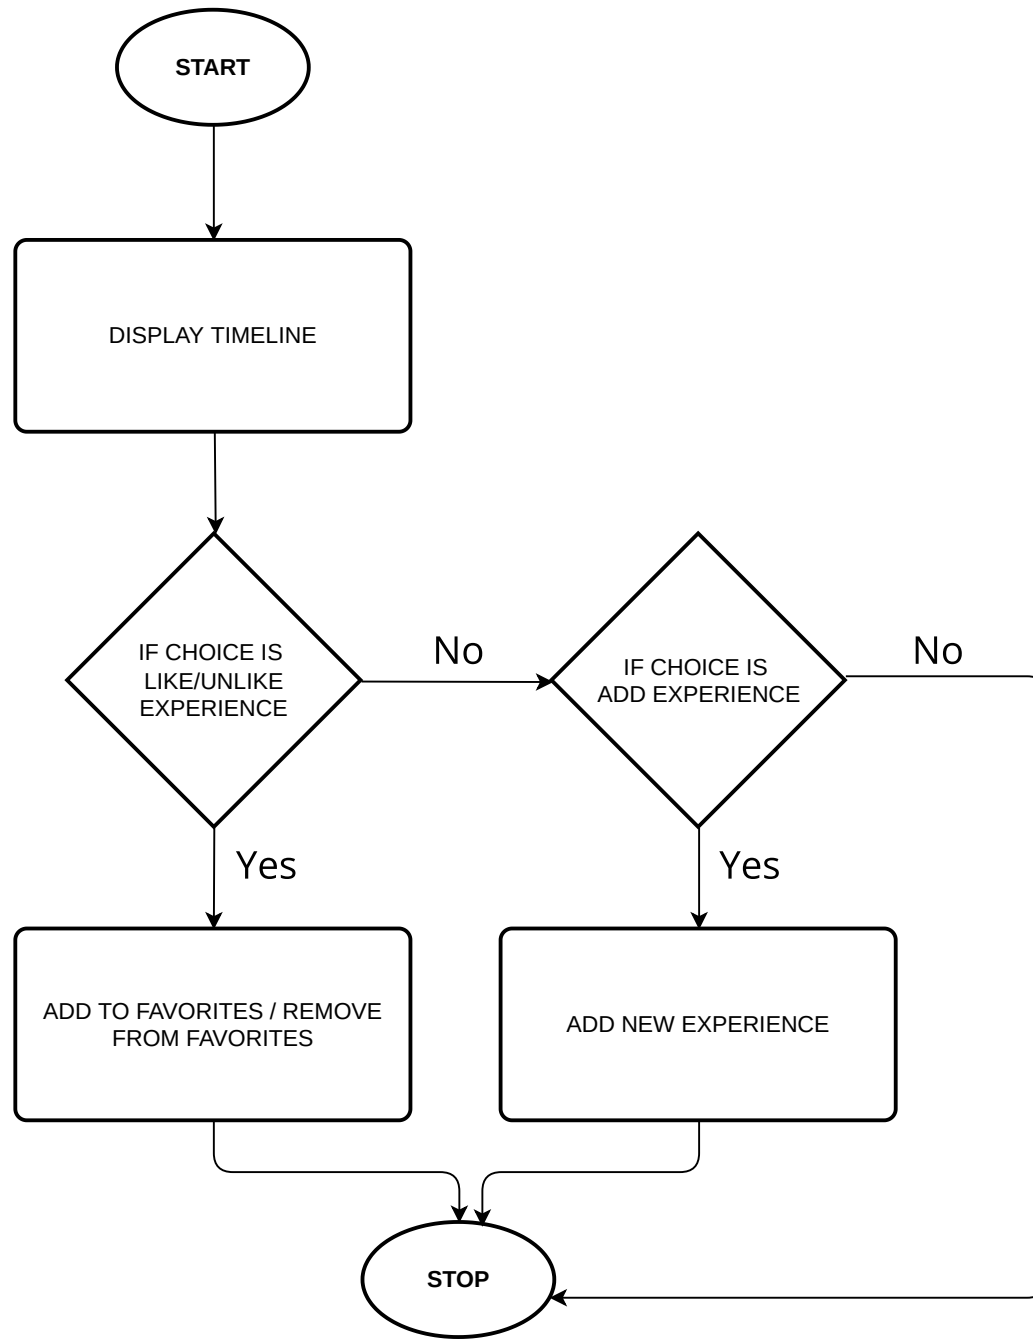 START
DISPLAY TIMELINE
IF CHOICE IS
LIKE/UNLIKE
EXPERIENCE
No
IF CHOICE IS
ADD EXPERIENCE
No
Yes
Yes
ADD TO FAVORITES / REMOVE
FROM FAVORITES
ADD NEW EXPERIENCE
STOP